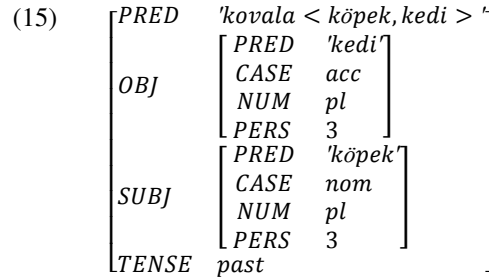 (15)
PRED 'kovala < köpek, kedi > '
PRED 'kedi'
CASE acc
OBJ
NUM pl
PERS 3
PRED 'köpek'
CASE nom
SUBJ
NUM pl
PERS 3
TENSE past